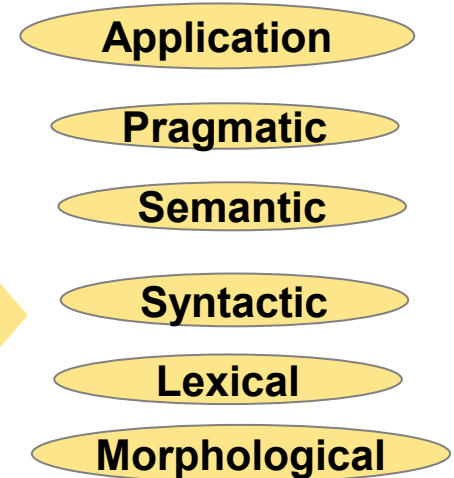 Application
Pragmatic
Semantic
Syntactic
Lexical
Morphological